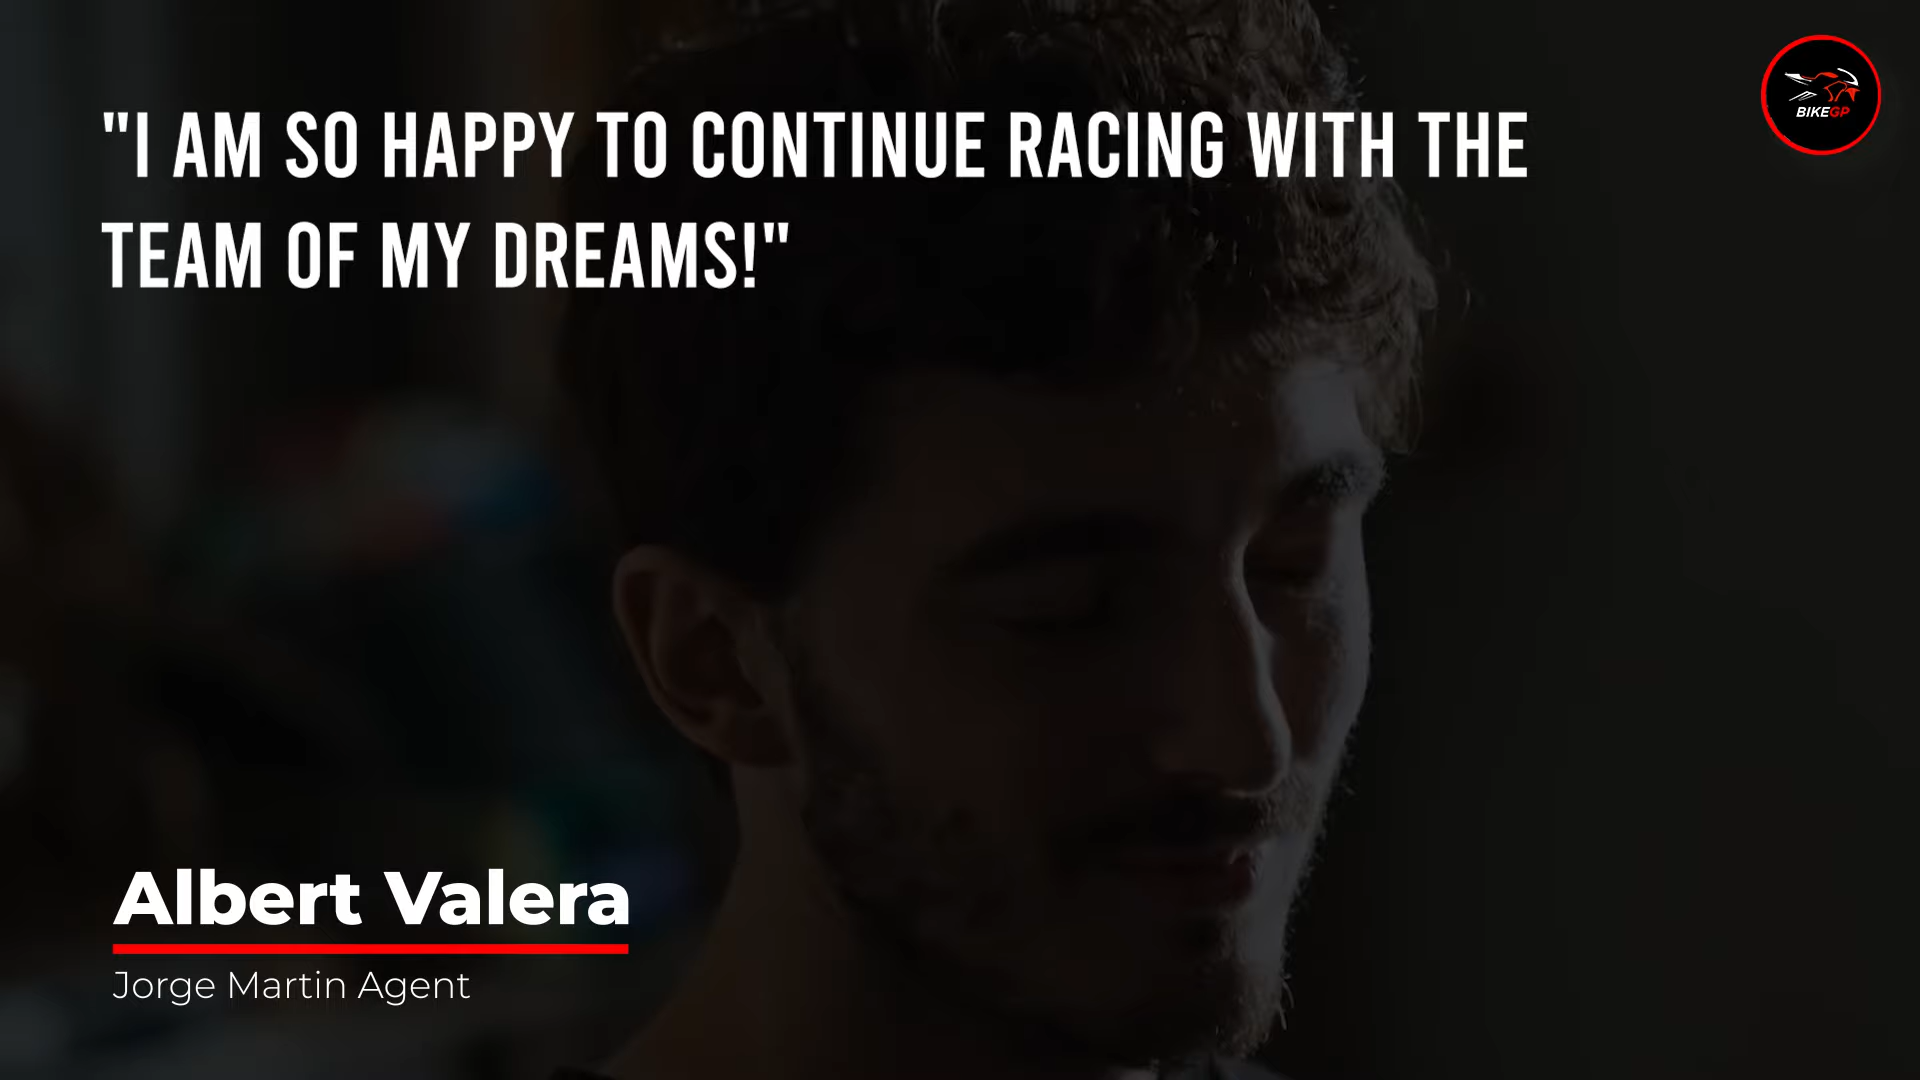 "I AM SO HAPPY TO CONTINUE RACING WITH THE
TEAM OF MY DREAMS!"
BIKEGP
Albert Valera
Jorge Martin Agent